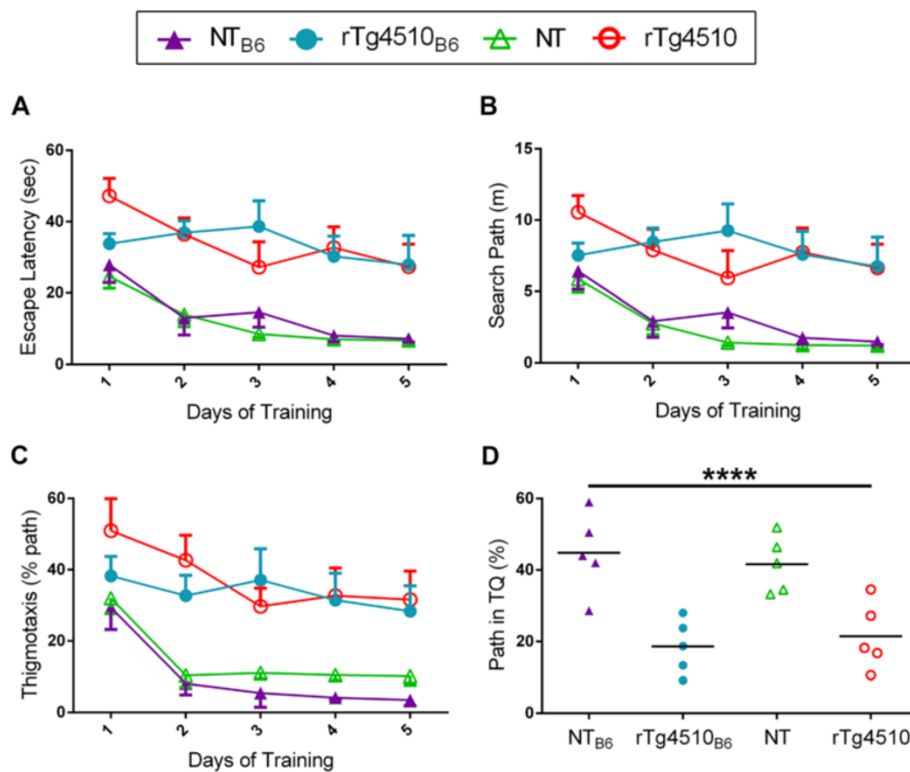 NTB6 rTg4510B6 NT rTg4510
A
60
40
20
0
Escape Latency (sec)
1 2 3 4 5
Days of Training
B
15
10
5
0
Search Path (m)
1 2 3 4 5
Days of Training
C
60
40
20
0
Thigmotaxis (% path)
1 2 3 4 5
Days of Training
D
****
60
40
20
0
Path in TQ (%)
NTB6 rTg4510B6 NT rTg4510